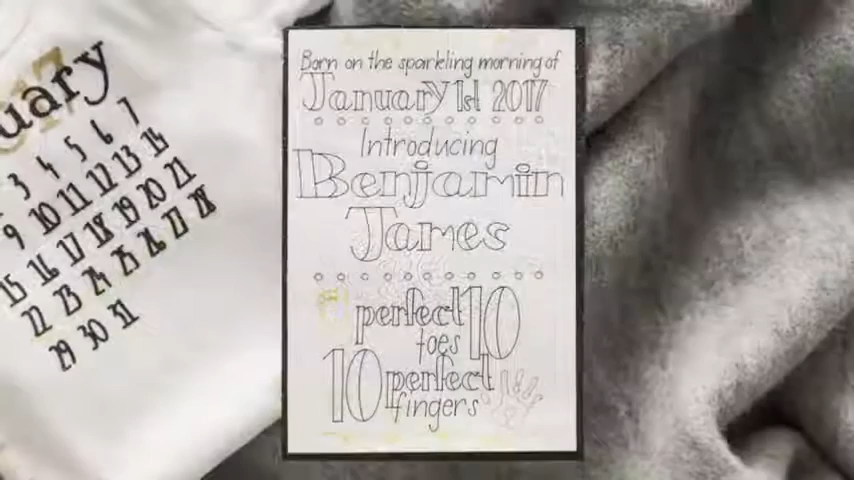 uary
17
3 4 5 6 7
9 10 11 12 13 14
15 16 17 18 19 20 21
22 23 24 25 26 27 28
29 30 31
Born on the sparkling morning of
January 1st 2017
Introducing
Benjamin
James
perfect 10
toes
10 perfect
fingers